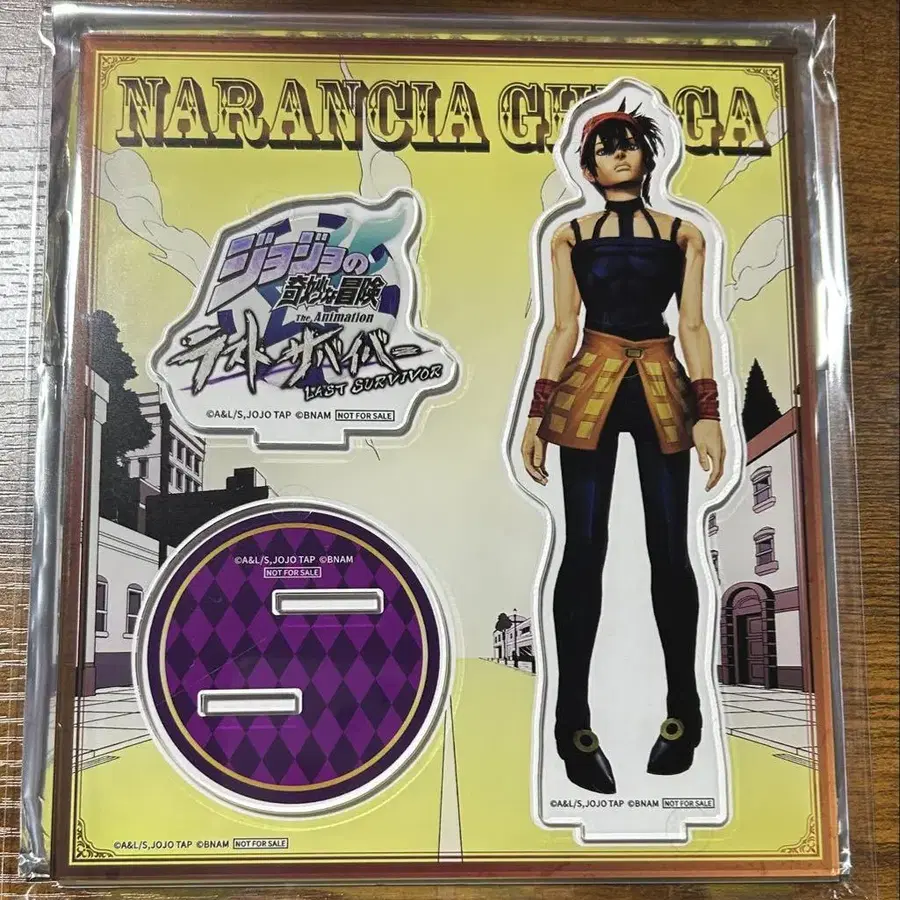 NARANCIA GH GA
ジョジョの
奇妙な冒険
The Animation
ラストサバイバー
LAST SURVIVOR
©A&L/S,JOJO TAP ©BNAM NOT FOR SALE
©A&L/S,JOJO TAP ©BNAM
NOT FOR SALE
©A&L/S,JOJO TAP ©BNAM NOT FOR SALE
©A&L/S,JOJO TAP ©BNAM NOT FOR SALE